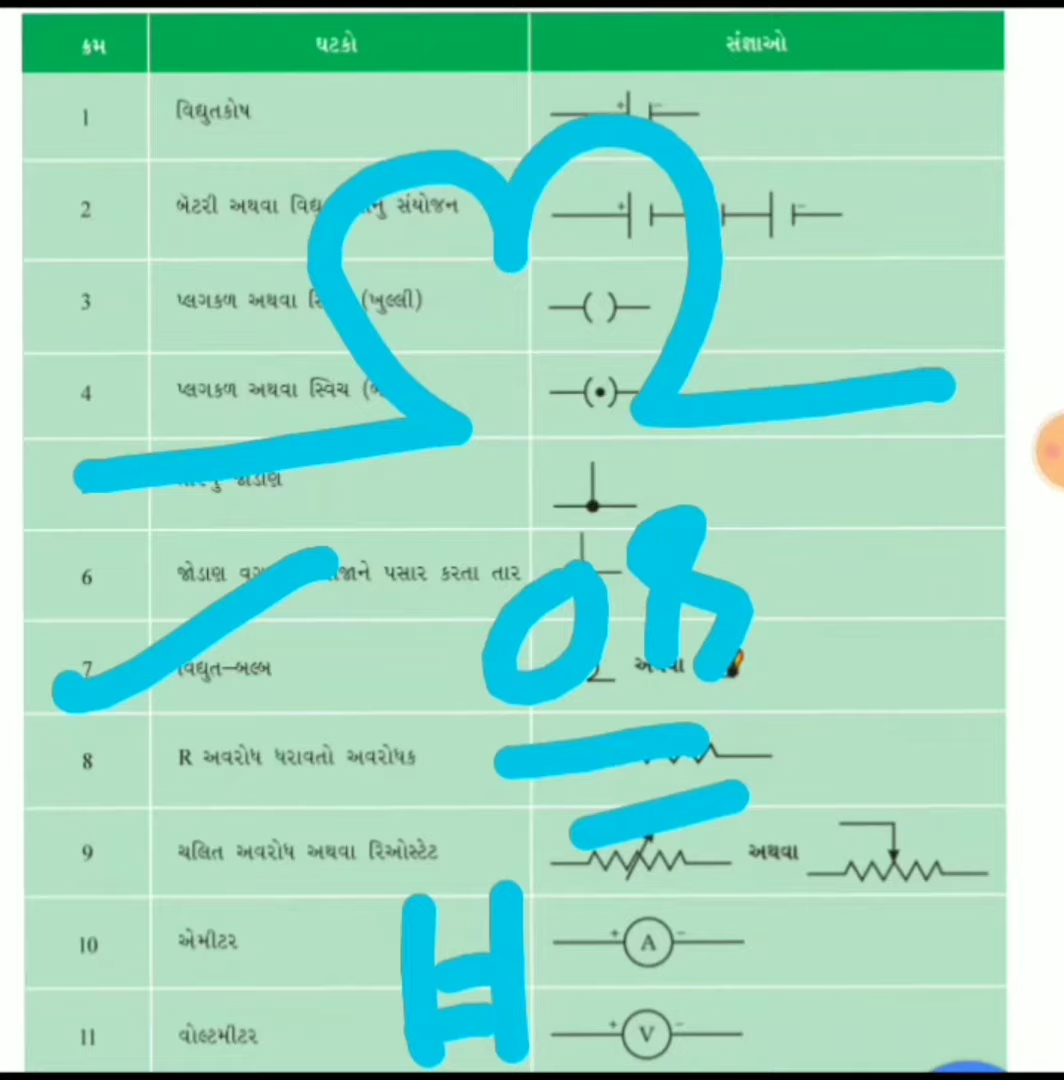 ક્રમ ઘટકો સંજ્ઞાઓ
1 વિદ્યુતકોષ + -
2 બૅટરી અથવા સંયોજન + -
3 પ્લગકળ અથવા (ખુલ્લી)
4 પ્લગકળ અથવા સ્વિચ
જોડાણ
6 જોડાણ પસાર કરતા તાર
7 વિદ્યુત–બલ્બ
or
8 R અવરોધ ધરાવતો અવરોધક
9 ચલિત અવરોધ અથવા રિઓસ્ટેટ અથવા
10 એમીટર + A -
11 વોલ્ટમીટર + V -